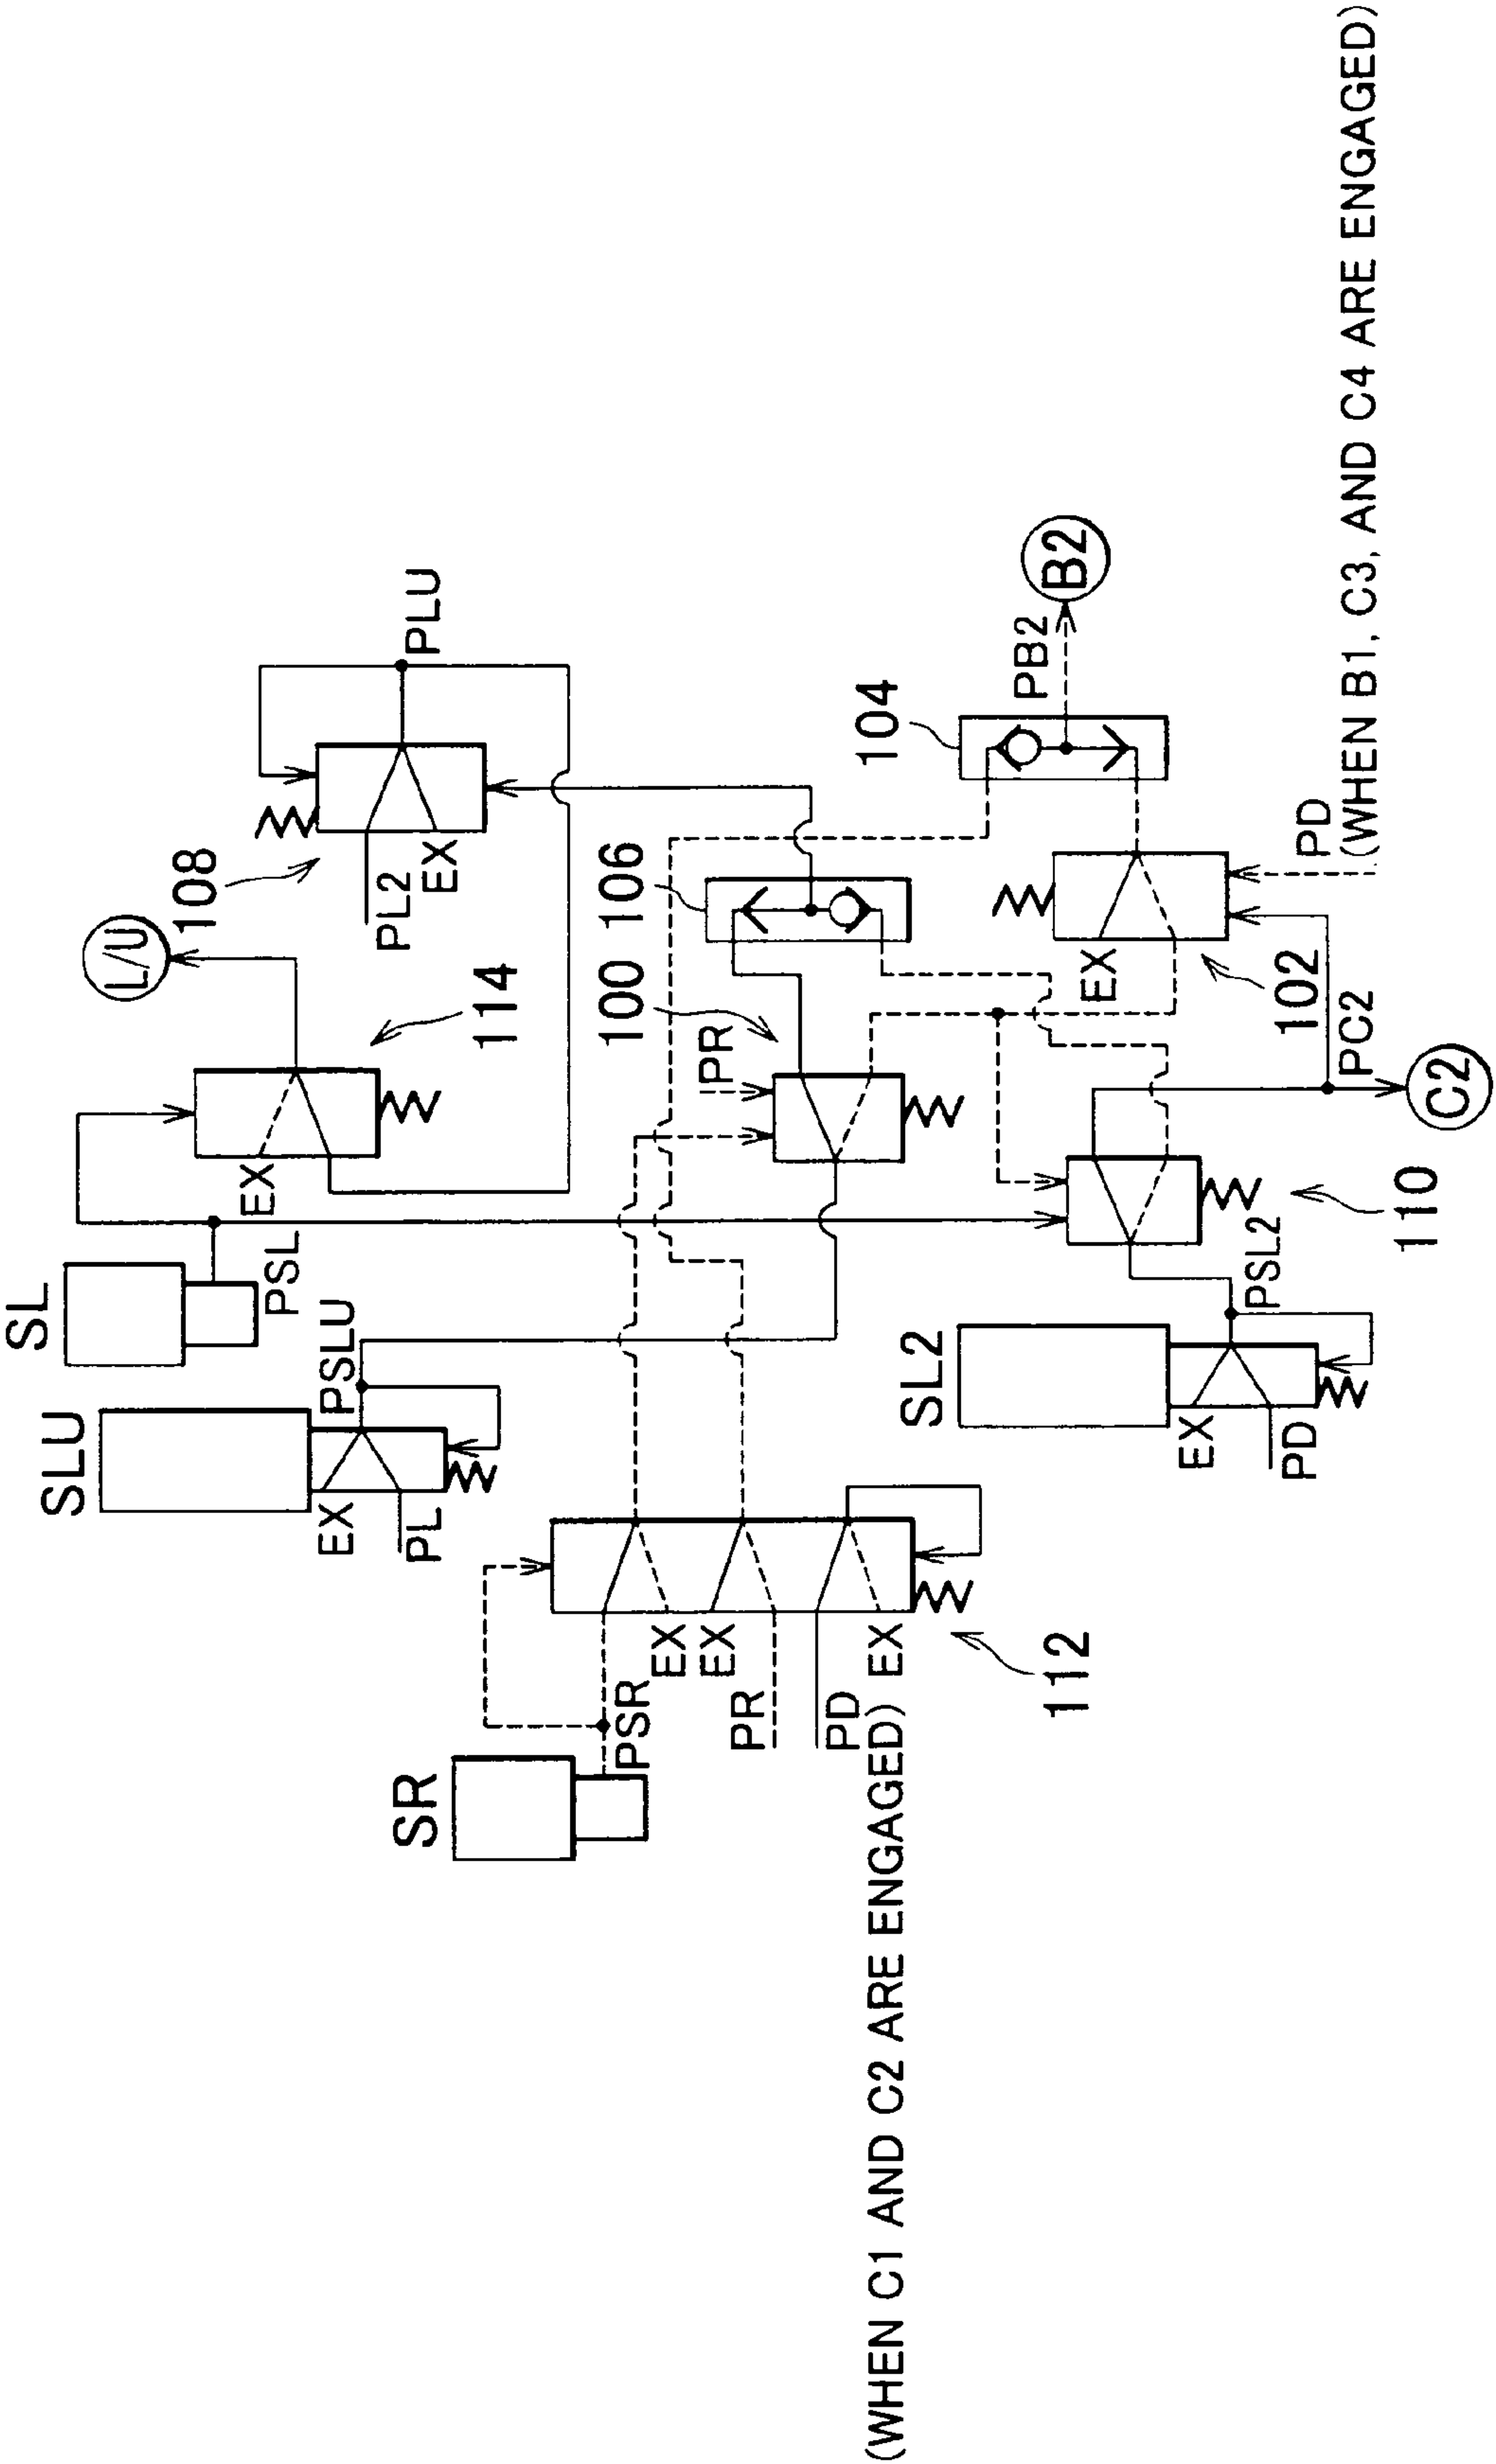 SL
PSL
SLU
EX
PL
PSLU
L/U
EX
114
108
PL2
EX
PLU
SR
PSR
EX
EX
PR
PD
EX
(WHEN C1 AND C2 ARE ENGAGED)
112
100
PR
106
104
PB2
B2
SL2
EX
PD
PSL2
110
EX
102
PC2
C2
PD
(WHEN B1, C3, AND C4 ARE ENGAGED)